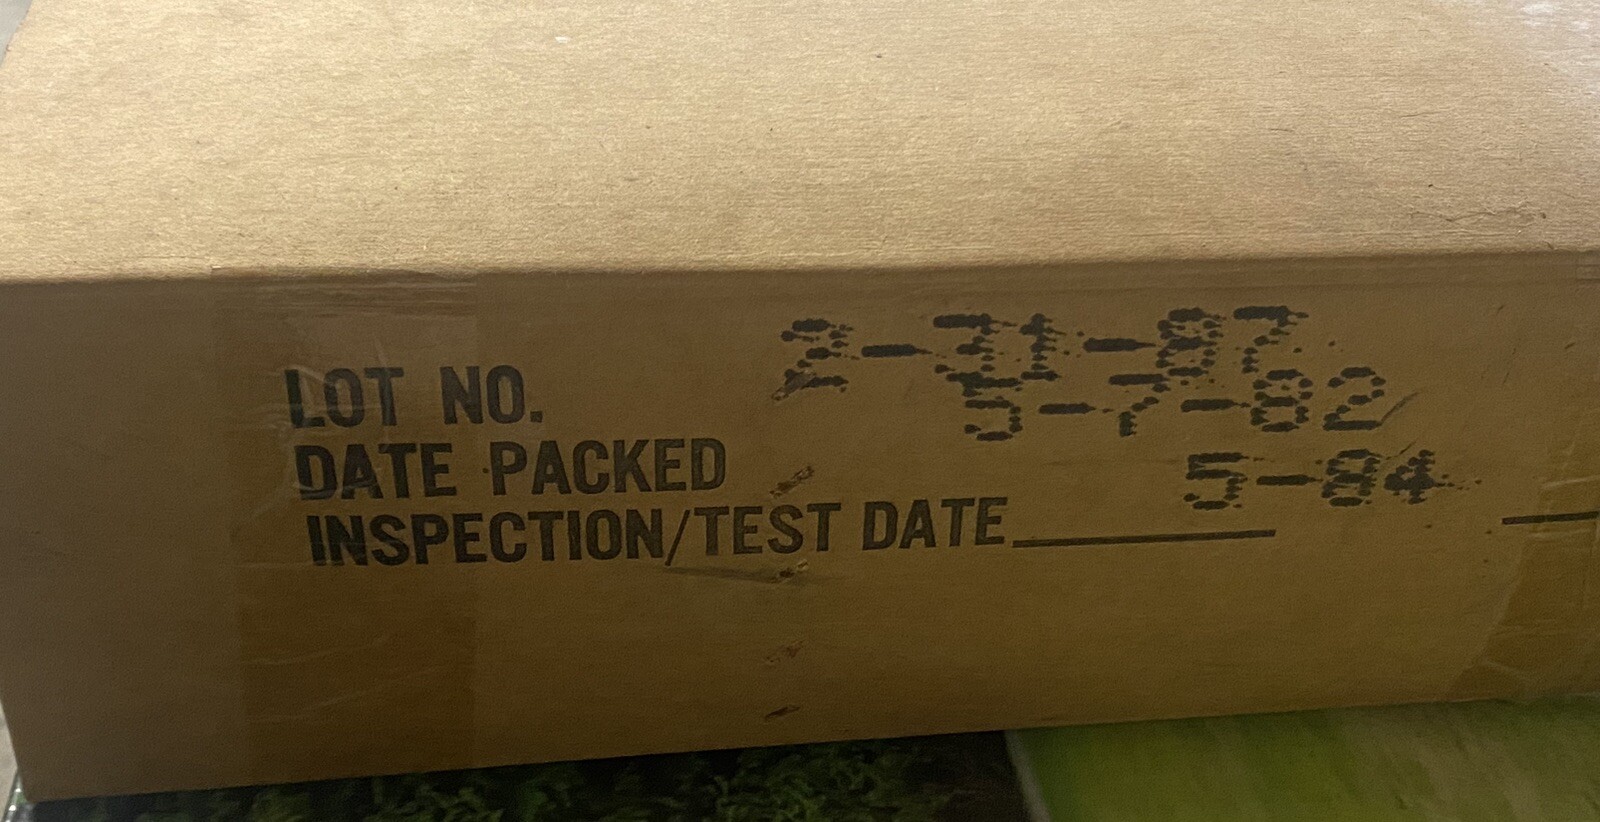 LOT NO.
DATE PACKED 5-7-82
INSPECTION/TEST DATE 5-84